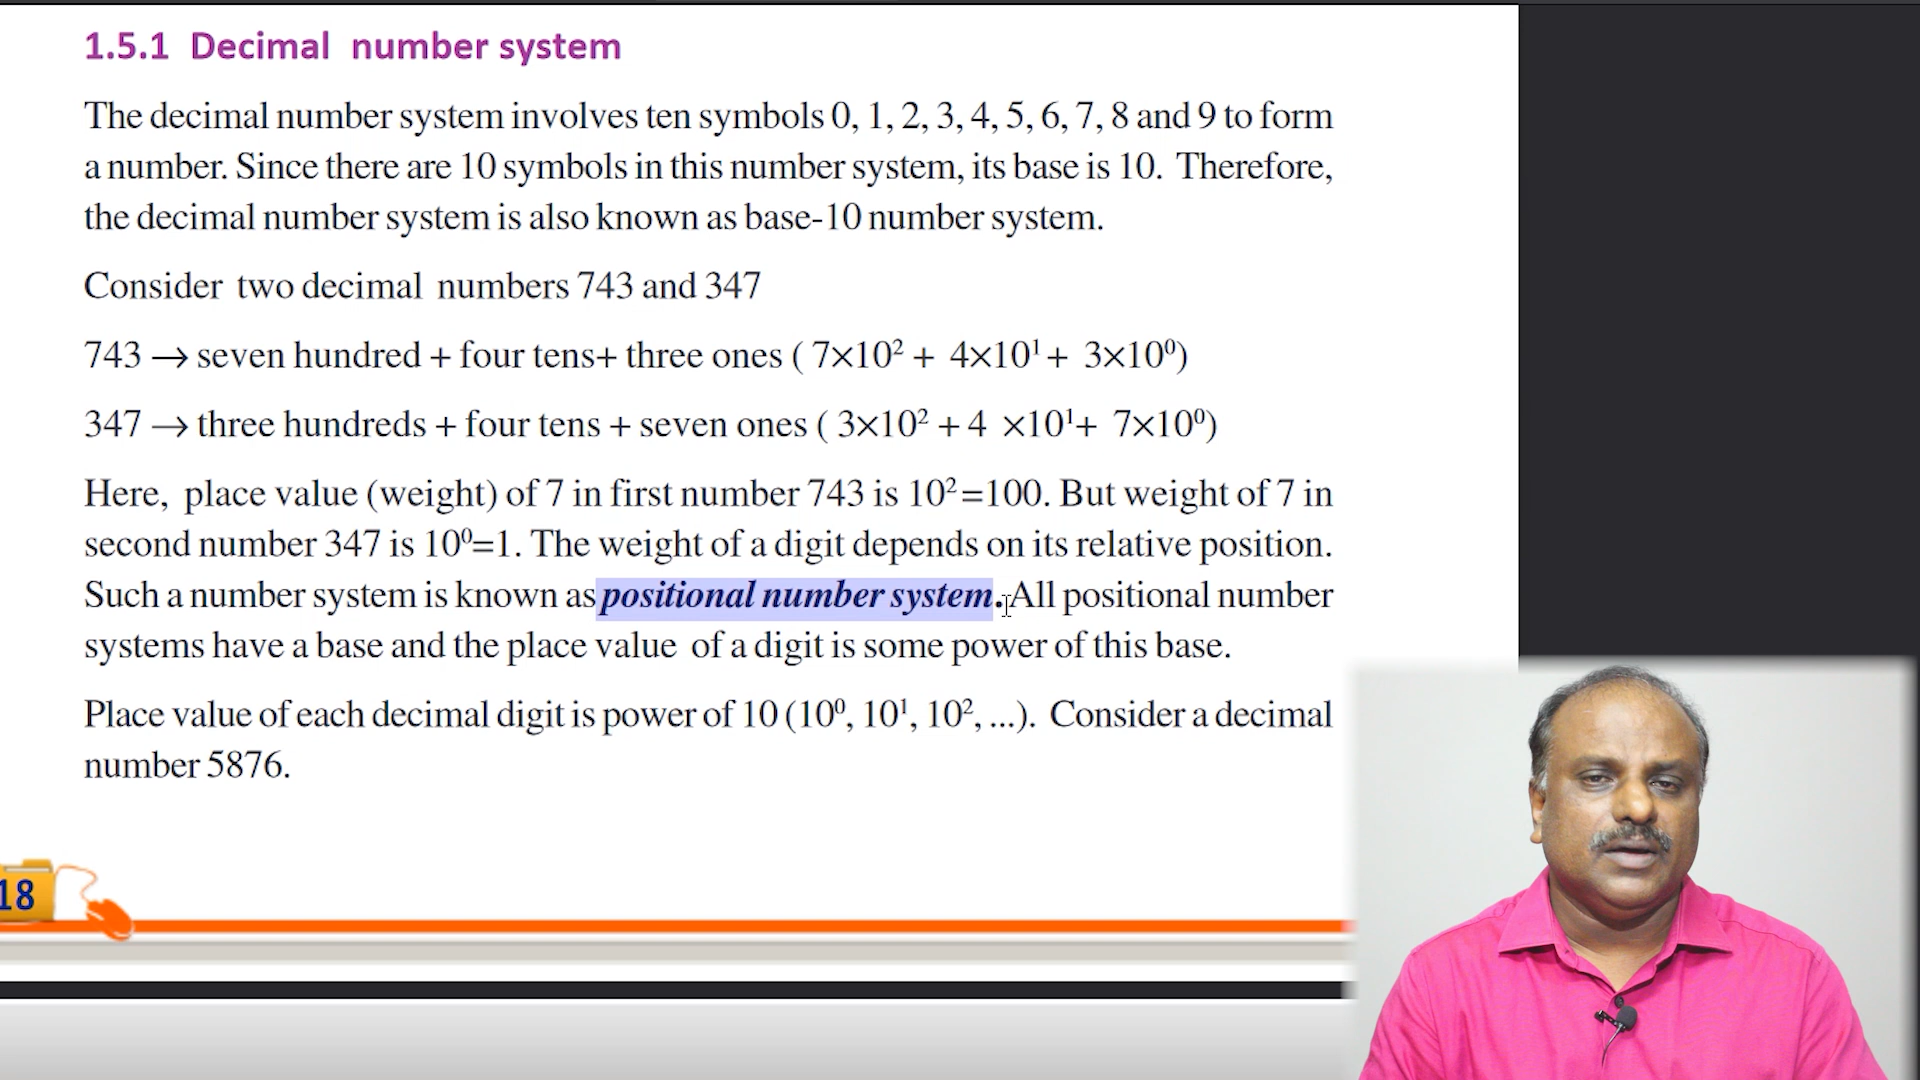 1.5.1 Decimal number system
The decimal number system involves ten symbols 0, 1, 2, 3, 4, 5, 6, 7, 8 and 9 to form
a number. Since there are 10 symbols in this number system, its base is 10. Therefore,
the decimal number system is also known as base-10 number system.
Consider two decimal numbers 743 and 347
743 → seven hundred + four tens+ three ones ( 7×10² + 4×10¹ + 3×10⁰)
347 → three hundreds + four tens + seven ones ( 3×10² + 4 ×10¹+ 7×10⁰)
Here, place value (weight) of 7 in first number 743 is 10²=100. But weight of 7 in
second number 347 is 10⁰=1. The weight of a digit depends on its relative position.
Such a number system is known as positional number system. All positional number
systems have a base and the place value of a digit is some power of this base.
Place value of each decimal digit is power of 10 (10⁰, 10¹, 10², ...). Consider a decimal
number 5876.
18